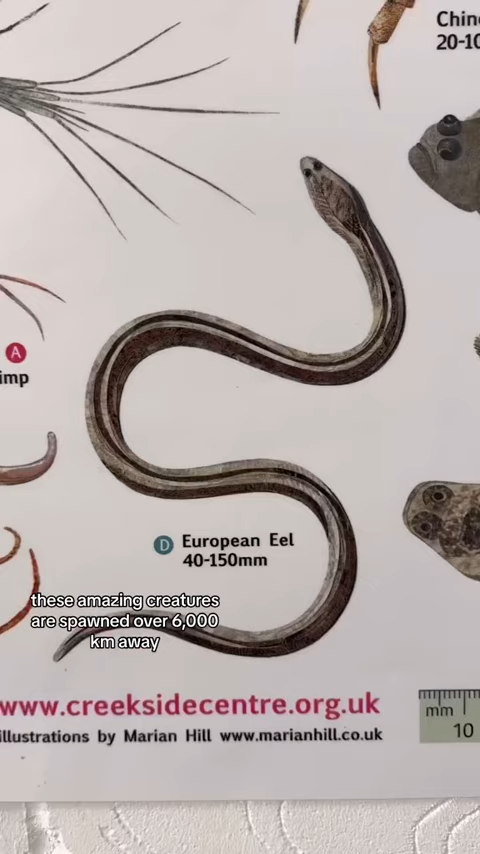 Chin
20-10
A
imp
D European Eel
40-150mm
these amazing creatures
are spawned over 6,000
km away
www.creeksidecentre.org.uk
illustrations by Marian Hill www.marianhill.co.uk
mm
10